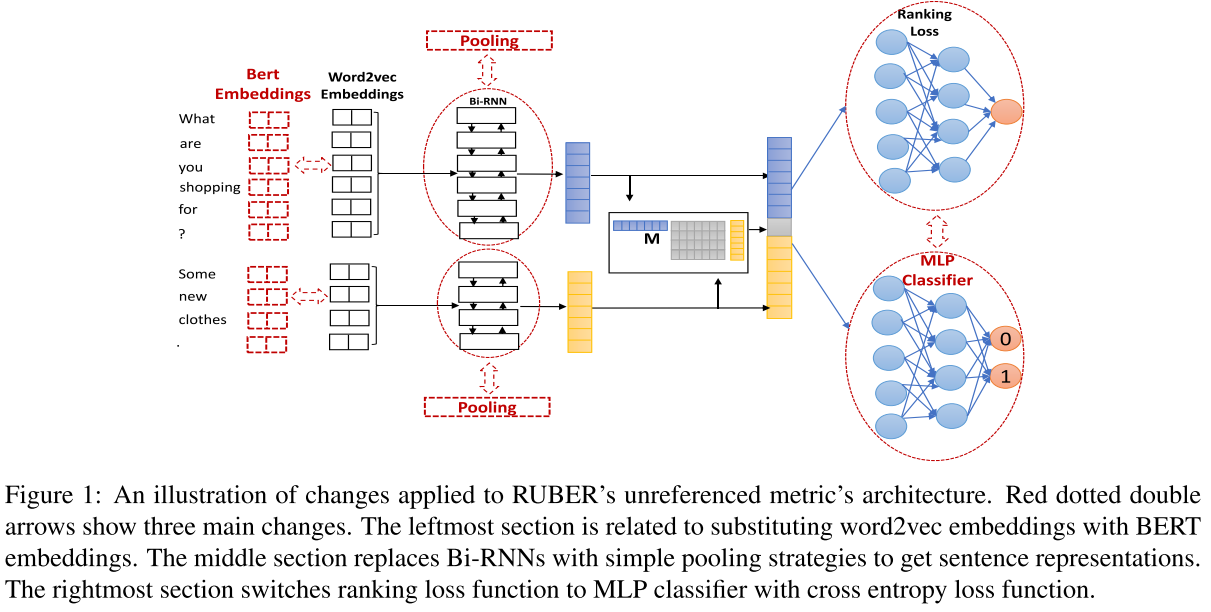 Pooling
Ranking
Loss
Bert
Embeddings
Word2vec
Embeddings
Bi-RNN
What
are
you
shopping
for
?
M
Some
new
clothes
.
MLP
Classifier
0
1
Pooling
Figure 1: An illustration of changes applied to RUBER's unreferenced metric's architecture. Red dotted double
arrows show three main changes. The leftmost section is related to substituting word2vec embeddings with BERT
embeddings. The middle section replaces Bi-RNNs with simple pooling strategies to get sentence representations.
The rightmost section switches ranking loss function to MLP classifier with cross entropy loss function.